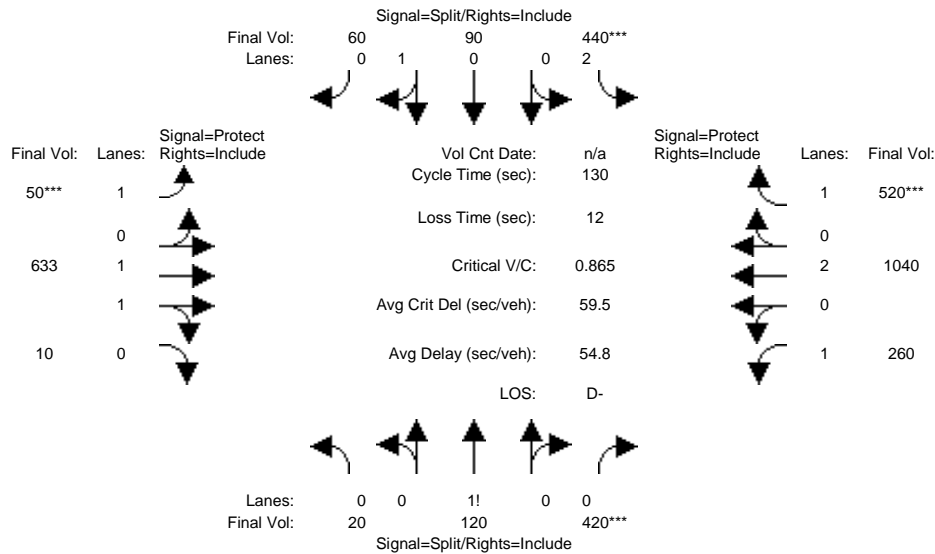 Signal=Split/Rights=Include
Final Vol: 60 90 440***
Lanes: 0 1 0 0 2
Signal=Protect
Final Vol: Lanes: Rights=Include
Vol Cnt Date: n/a
Signal=Protect
Rights=Include Lanes: Final Vol:
Cycle Time (sec): 130
50*** 1
1 520***
Loss Time (sec): 12
0
0
633 1
Critical V/C: 0.865
2 1040
1
Avg Crit Del (sec/veh): 59.5
0
10 0
Avg Delay (sec/veh): 54.8
1 260
LOS: D-
Lanes: 0 0 1! 0 0
Final Vol: 20 120 420***
Signal=Split/Rights=Include